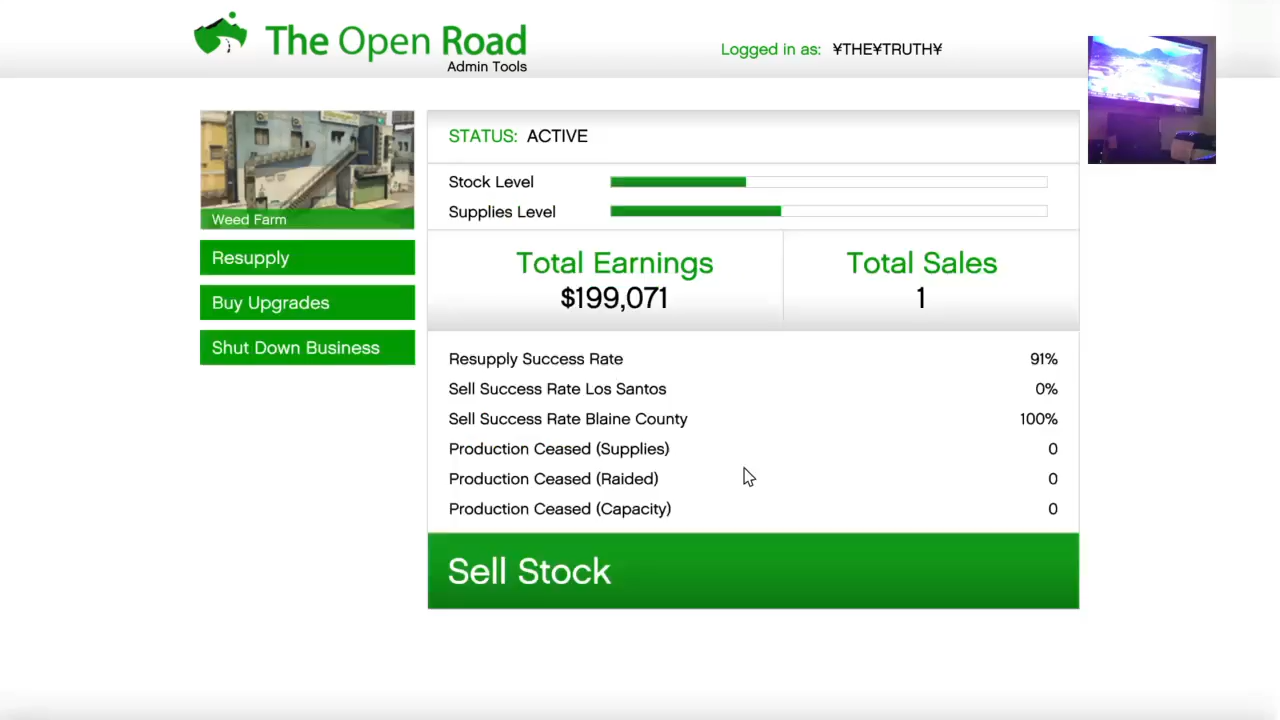 The Open Road
Admin Tools
Logged in as: ¥THE¥TRUTH¥
Weed Farm
Resupply
Buy Upgrades
Shut Down Business
STATUS: ACTIVE
Stock Level
Supplies Level
Total Earnings
$199,071
Total Sales
1
Resupply Success Rate 91%
Sell Success Rate Los Santos 0%
Sell Success Rate Blaine County 100%
Production Ceased (Supplies) 0
Production Ceased (Raided) 0
Production Ceased (Capacity) 0
Sell Stock